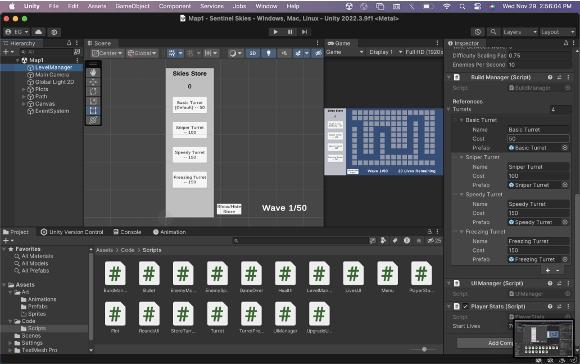 Unity File Edit Assets GameObject Component Services Jobs Window Help Wed Nov 29 2:56:04 PM
Map1 - Sentinel Skies - Windows, Mac, Linux - Unity 2022.3.9f1 <Metal>
LG Layers Layout
Hierarchy
All
Map1
LevelManager
Main Camera
Global Light 2D
Plots
Path
Canvas
EventSystem
Scene
Center Global 2D
Skies Store
0
Basic Turret
(Default) -- 50
Sniper Turret
-- 100
Speedy Turret
-- 150
Freezing Turret
-- 150
Show/Hide
Store
Wave 1/50
Game
Game Display 1 Full HD (1920x
Wave 1/50 20 Lives Remaining
Inspector
Difficulty Scaling Fac 0.75
Enemies Per Second 10
Build Manager (Script)
Script BuildManager
References
Turrets 4
Basic Turret
Name Basic Turret
Cost 50
Prefab Basic Turret
Sniper Turret
Name Sniper Turret
Cost 100
Prefab Sniper Turret
Speedy Turret
Name Speedy Turret
Cost 150
Prefab Speedy Turret
Freezing Turret
Name Freezing Turret
Cost 150
Prefab Freezing Turret
+ -
UI Manager (Script)
Script UIManager
Player Stats (Script)
Script PlayerStats
Start Lives
Add Comp
Project Unity Version Control Console Animation
25
Favorites
All Materials
All Models
All Prefabs
Assets
Art
Animations
Prefabs
Sprites
Code
Scripts
Scenes
Settings
TextMesh Pro
Assets > Code > Scripts
BuildMan... Bullet EnemyMo... EnemySp... GameOver Health LevelMan... LivesUI Menu PlayerStat...
Plot RoundsUI StoreTurr... Turret TurretFre... UIManager UpgradeU...